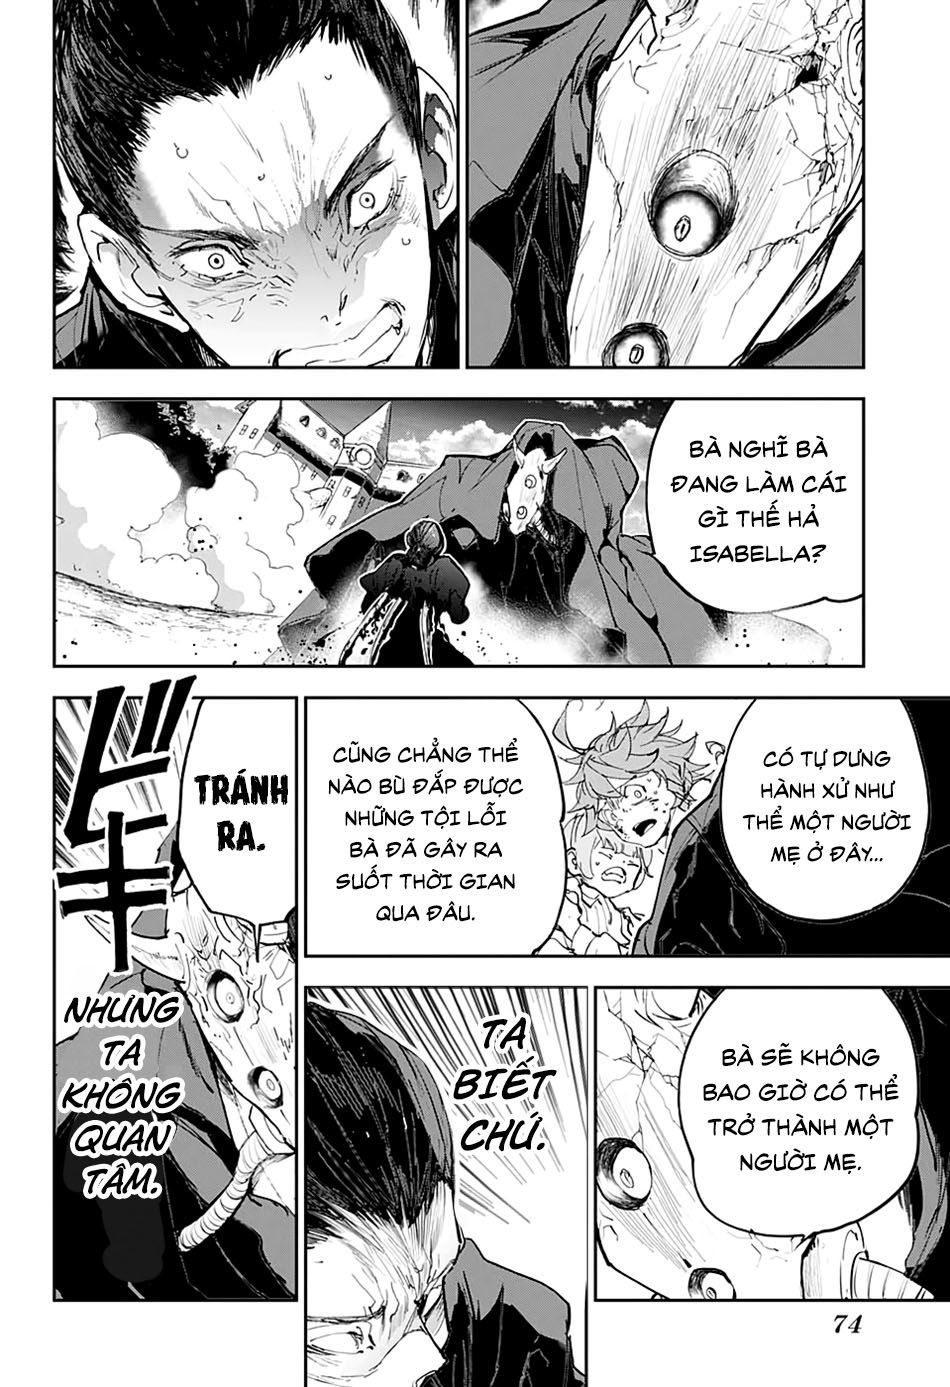 BÀ NGHĨ BÀ
ĐANG LÀM CÁI
GÌ THẾ HẢ
ISABELLA?
CÓ TỰ DƯNG
HÀNH XỬ NHƯ
THỂ MỘT NGƯỜI
MẸ Ở ĐÂY...
CŨNG CHẲNG THỂ
NÀO BÙ ĐẮP ĐƯỢC
NHỮNG TỘI LỖI
BÀ ĐÃ GÂY RA
SUỐT THỜI GIAN
QUA ĐÂU.
TRÁNH
RA.
ビキ
BÀ SẼ KHÔNG
BAO GIỜ CÓ THỂ
TRỞ THÀNH MỘT
NGƯỜI MẸ.
TA
BIẾT
CHỨ.
NHƯNG
TA
KHÔNG
QUAN
TÂM.
74